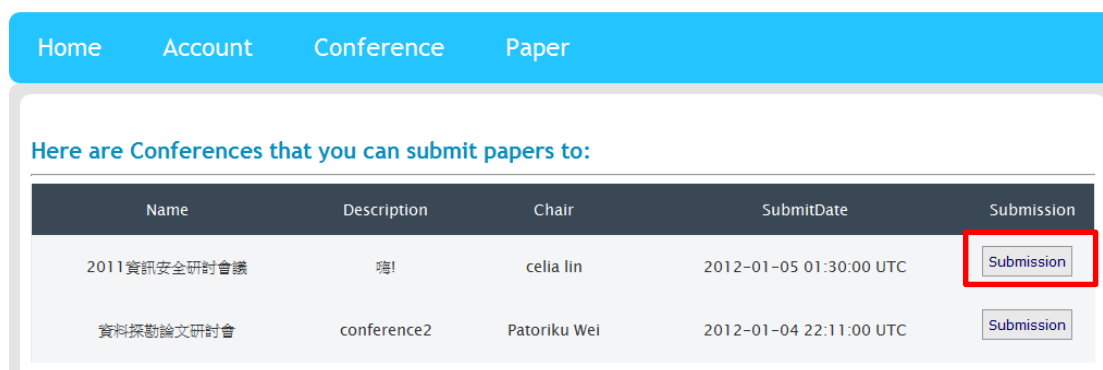 Home Account Conference Paper
Here are Conferences that you can submit papers to:
Name Description Chair SubmitDate Submission
2011資訊安全研討會議 嗨! celia lin 2012-01-05 01:30:00 UTC Submission
資料探勘論文研討會 conference2 Patoriku Wei 2012-01-04 22:11:00 UTC Submission